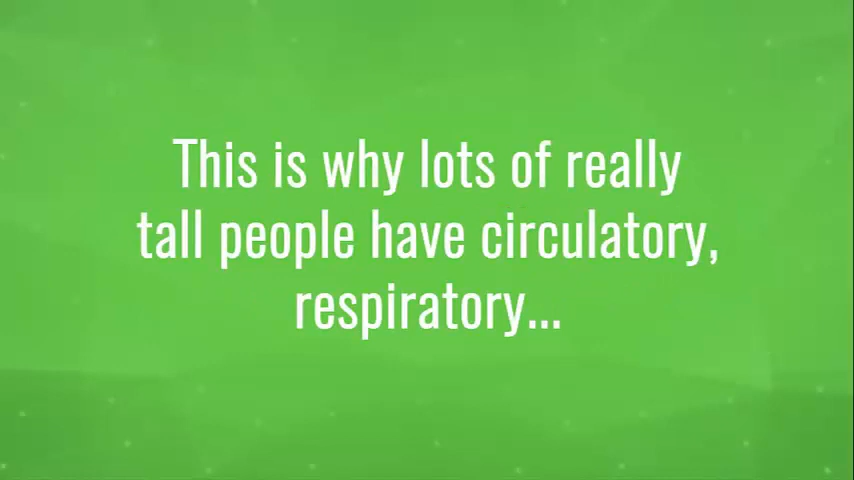 This is why lots of really
tall people have circulatory,
respiratory...